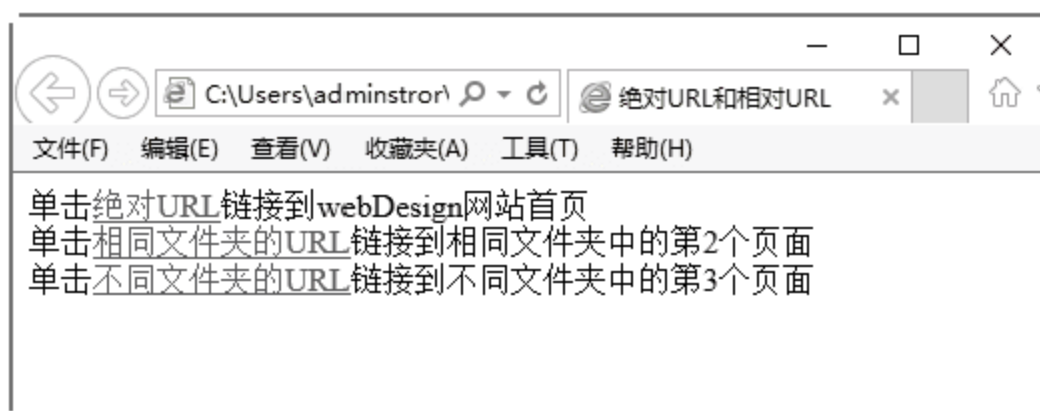 C:\Users\adminstror\
绝对URL和相对URL
文件(F) 编辑(E) 查看(V) 收藏夹(A) 工具(T) 帮助(H)
单击绝对URL链接到webDesign网站首页
单击相同文件夹的URL链接到相同文件夹中的第2个页面
单击不同文件夹的URL链接到不同文件夹中的第3个页面